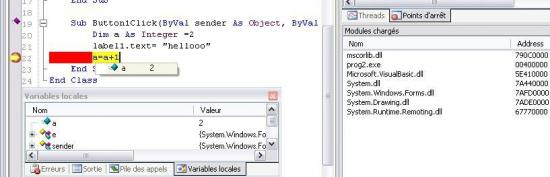 End Sub
18
19 Sub Button1Click(ByVal sender As Object, ByVal
20 Dim a As Integer =2
21 label1.text= "hellooo"
22 a=a+1
23 End S
24 End Class
a 2
Variables locales
Nom Valeur
a 2
e {System.Windows.Fo
sender {System.Windows.Fo
Erreurs Sortie Pile des appels Variables locales
Threads Points d'arrêt
Modules chargés
Nom Address
mscorlib.dll 790C0000
prog2.exe 00400000
Microsoft.VisualBasic.dll 5E410000
System.dll 7A440000
System.Windows.Forms.dll 7AFD0000
System.Drawing.dll 7ADE0000
System.Runtime.Remoting.dll 67770000